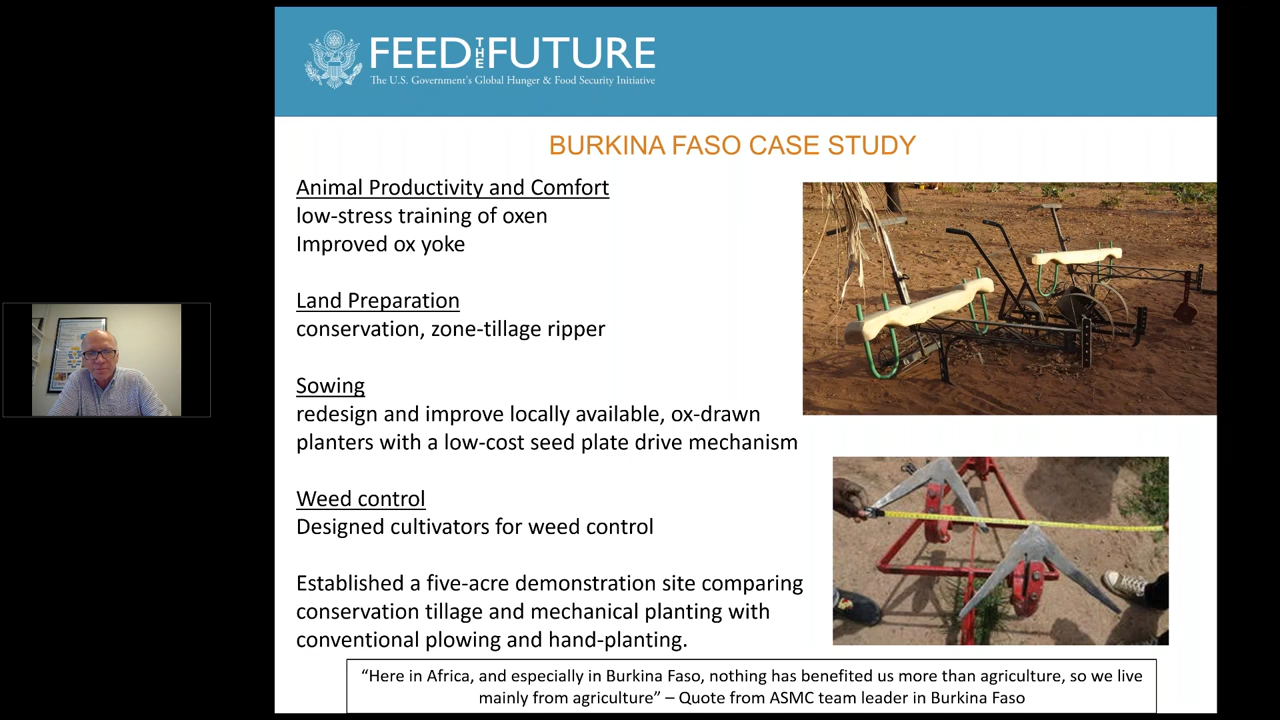 FEED THE FUTURE
The U.S. Government's Global Hunger & Food Security Initiative
BURKINA FASO CASE STUDY
Animal Productivity and Comfort
low-stress training of oxen
Improved ox yoke
Land Preparation
conservation, zone-tillage ripper
Sowing
redesign and improve locally available, ox-drawn
planters with a low-cost seed plate drive mechanism
Weed control
Designed cultivators for weed control
Established a five-acre demonstration site comparing
conservation tillage and mechanical planting with
conventional plowing and hand-planting.
“Here in Africa, and especially in Burkina Faso, nothing has benefited us more than agriculture, so we live
mainly from agriculture” – Quote from ASMC team leader in Burkina Faso